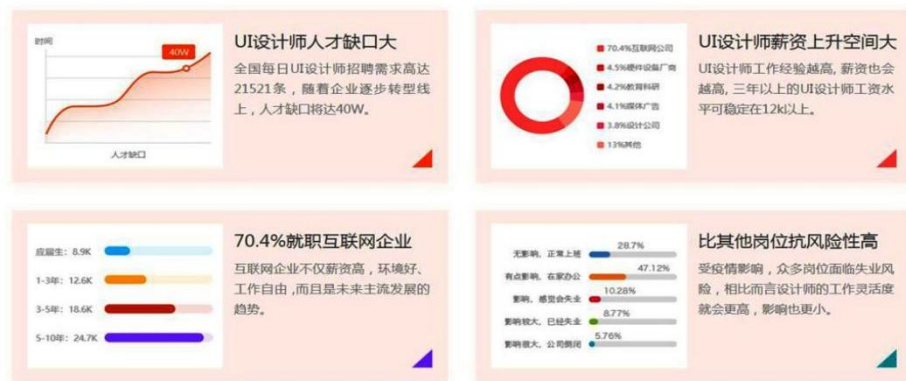 时间
40W
人才缺口
UI设计师人才缺口大
全国每日UI设计师招聘需求高达
21521条，随着企业逐步转型线
上，人才缺口将达40W。
70.4%互联网公司
4.5%硬件设备厂商
4.2%教育科研
4.1%媒体广告
3.8%设计公司
13%其他
UI设计师薪资上升空间大
UI设计师工作经验越高,薪资也会
越高,三年以上的UI设计师工资水
平可稳定在12k以上。
应届生：8.9K
1-3年：12.6K
3-5年：18.6K
5-10年：24.7K
70.4%就职互联网企业
互联网企业不仅薪资高，环境好、
工作自由,而且是未来主流发展的
趋势。
28.7%
无影响，正常上班
47.12%
有点影响，在家办公
10.28%
影响，感觉会失业
8.77%
影响较大，已经失业
5.76%
影响很大，公司倒闭
比其他岗位抗风险性高
受疫情影响，众多岗位面临失业风
险，相比而言设计师的工作灵活度
就会更高，影响也更小。